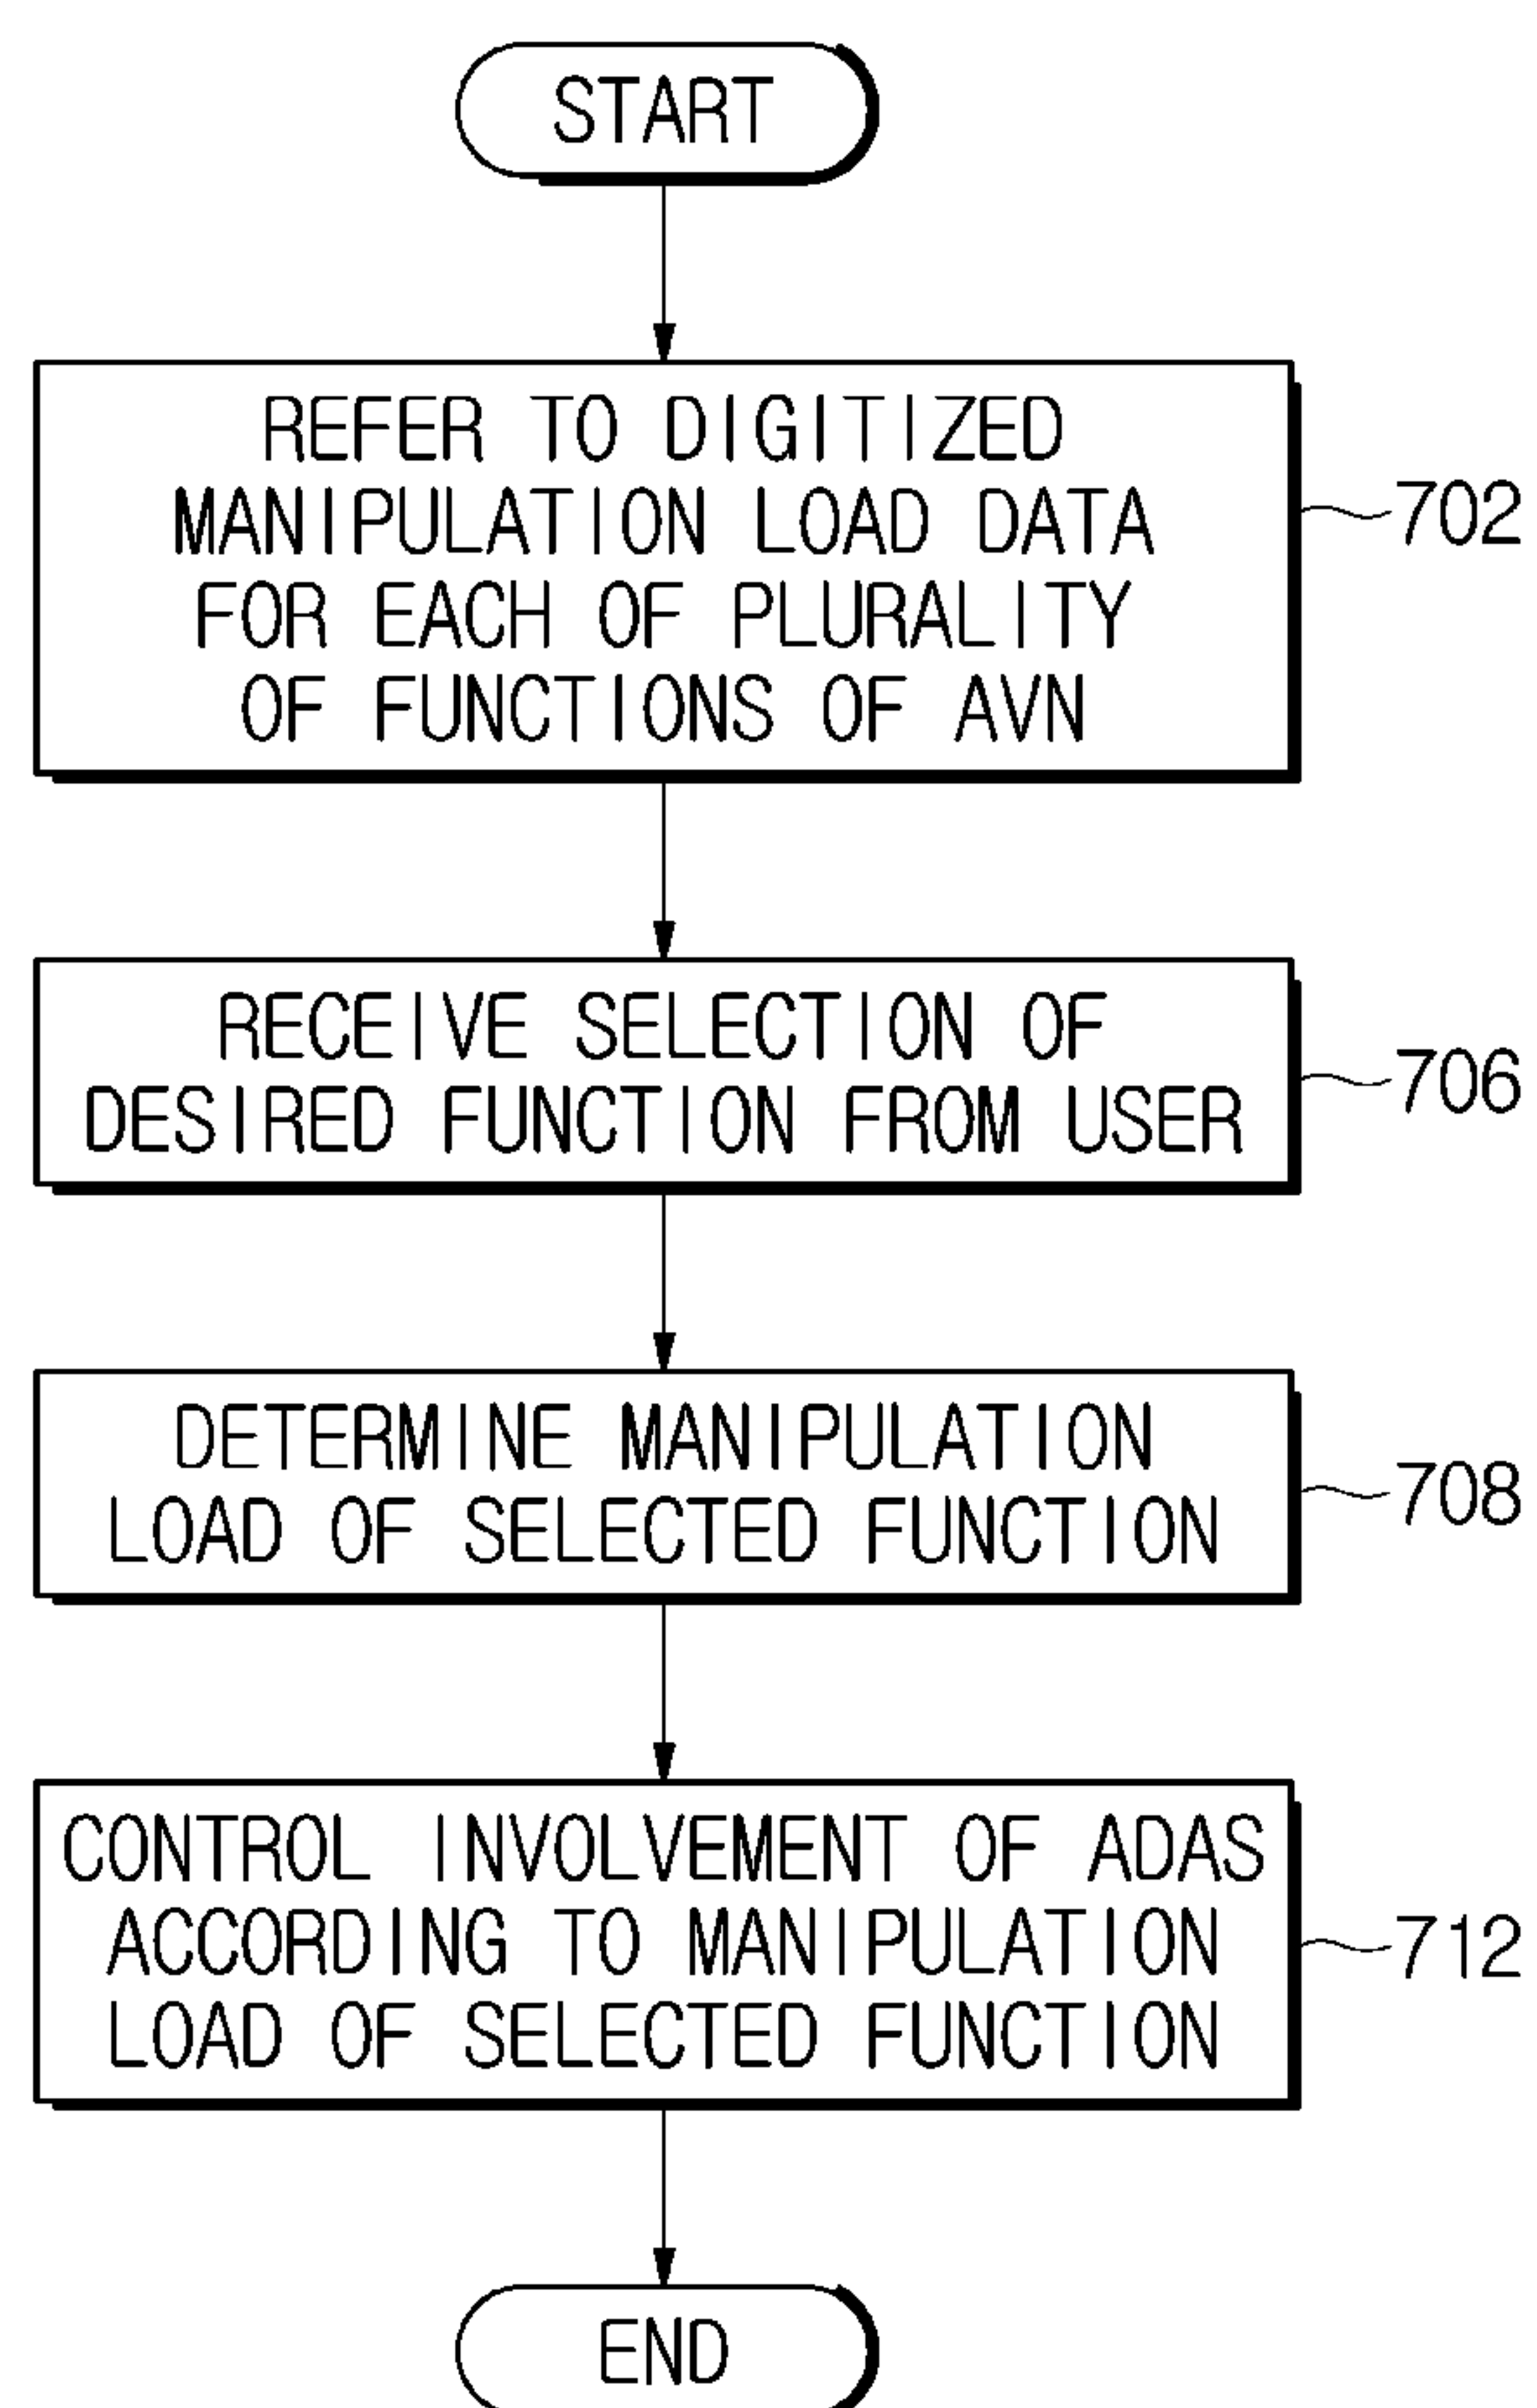 START
REFER TO DIGITIZED
MANIPULATION LOAD DATA
FOR EACH OF PLURALITY
OF FUNCTIONS OF AVN
702
RECEIVE SELECTION OF
DESIRED FUNCTION FROM USER
706
DETERMINE MANIPULATION
LOAD OF SELECTED FUNCTION
708
CONTROL INVOLVEMENT OF ADAS
ACCORDING TO MANIPULATION
LOAD OF SELECTED FUNCTION
712
END